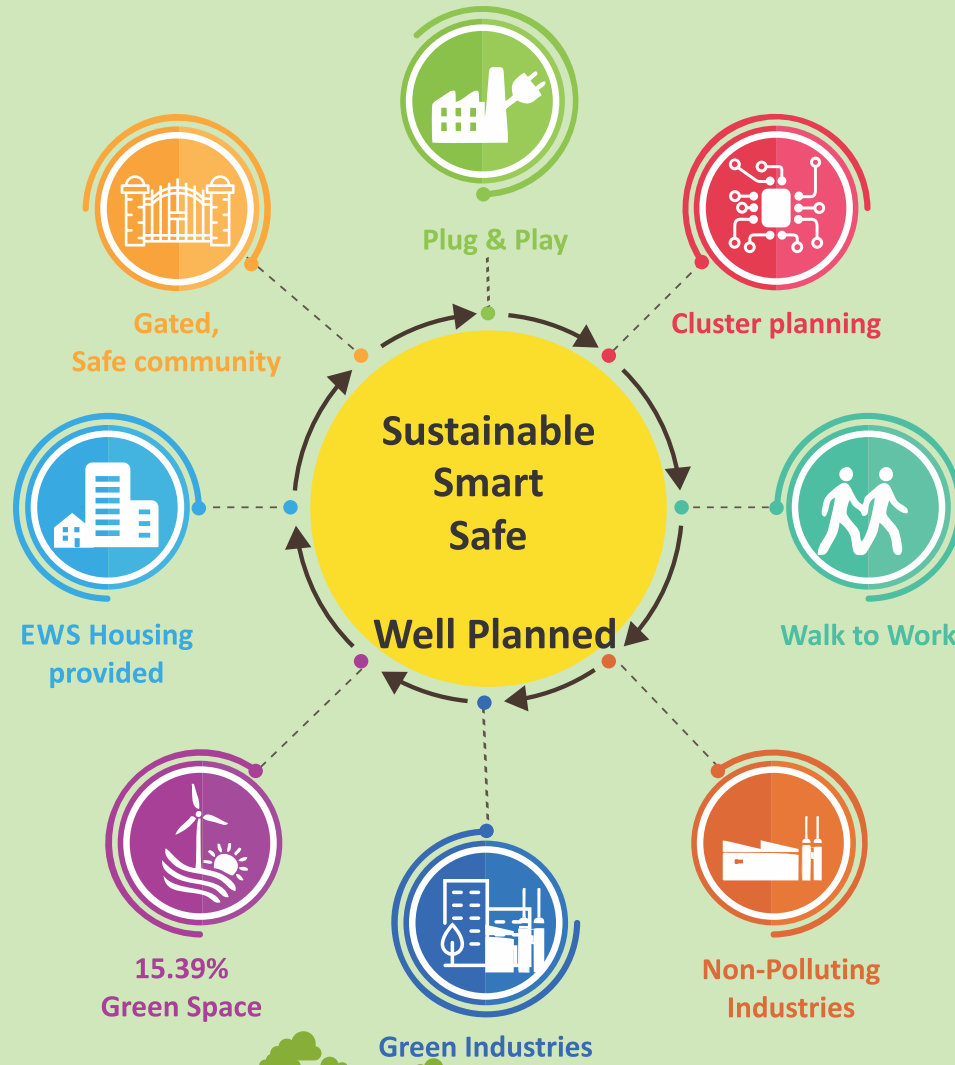 Plug & Play
Gated,
Safe community
Cluster planning
Sustainable
Smart
Safe
Well Planned
EWS Housing
provided
Walk to Work
15.39%
Green Space
Non-Polluting
Industries
Green Industries